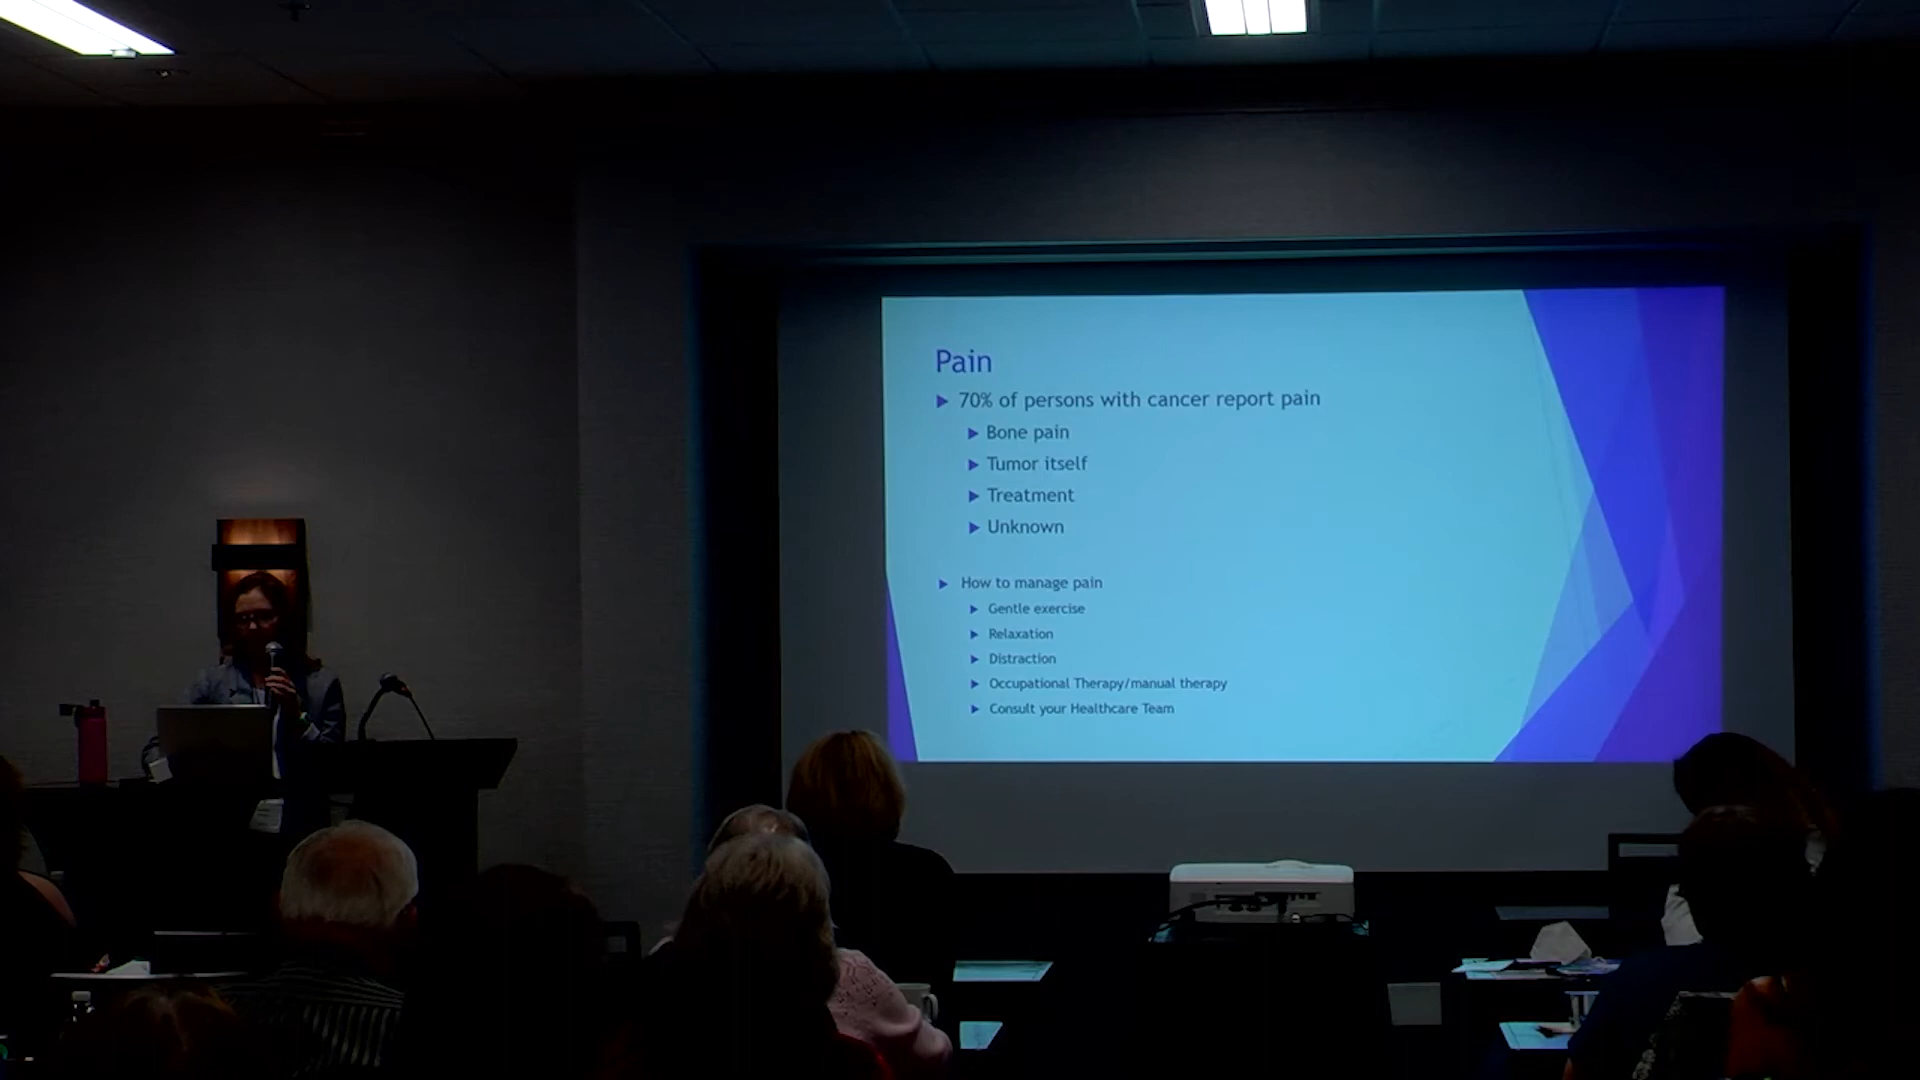 Pain
70% of persons with cancer report pain
Bone pain
Tumor itself
Treatment
Unknown
How to manage pain
Gentle exercise
Relaxation
Distraction
Occupational Therapy/manual therapy
Consult your Healthcare Team